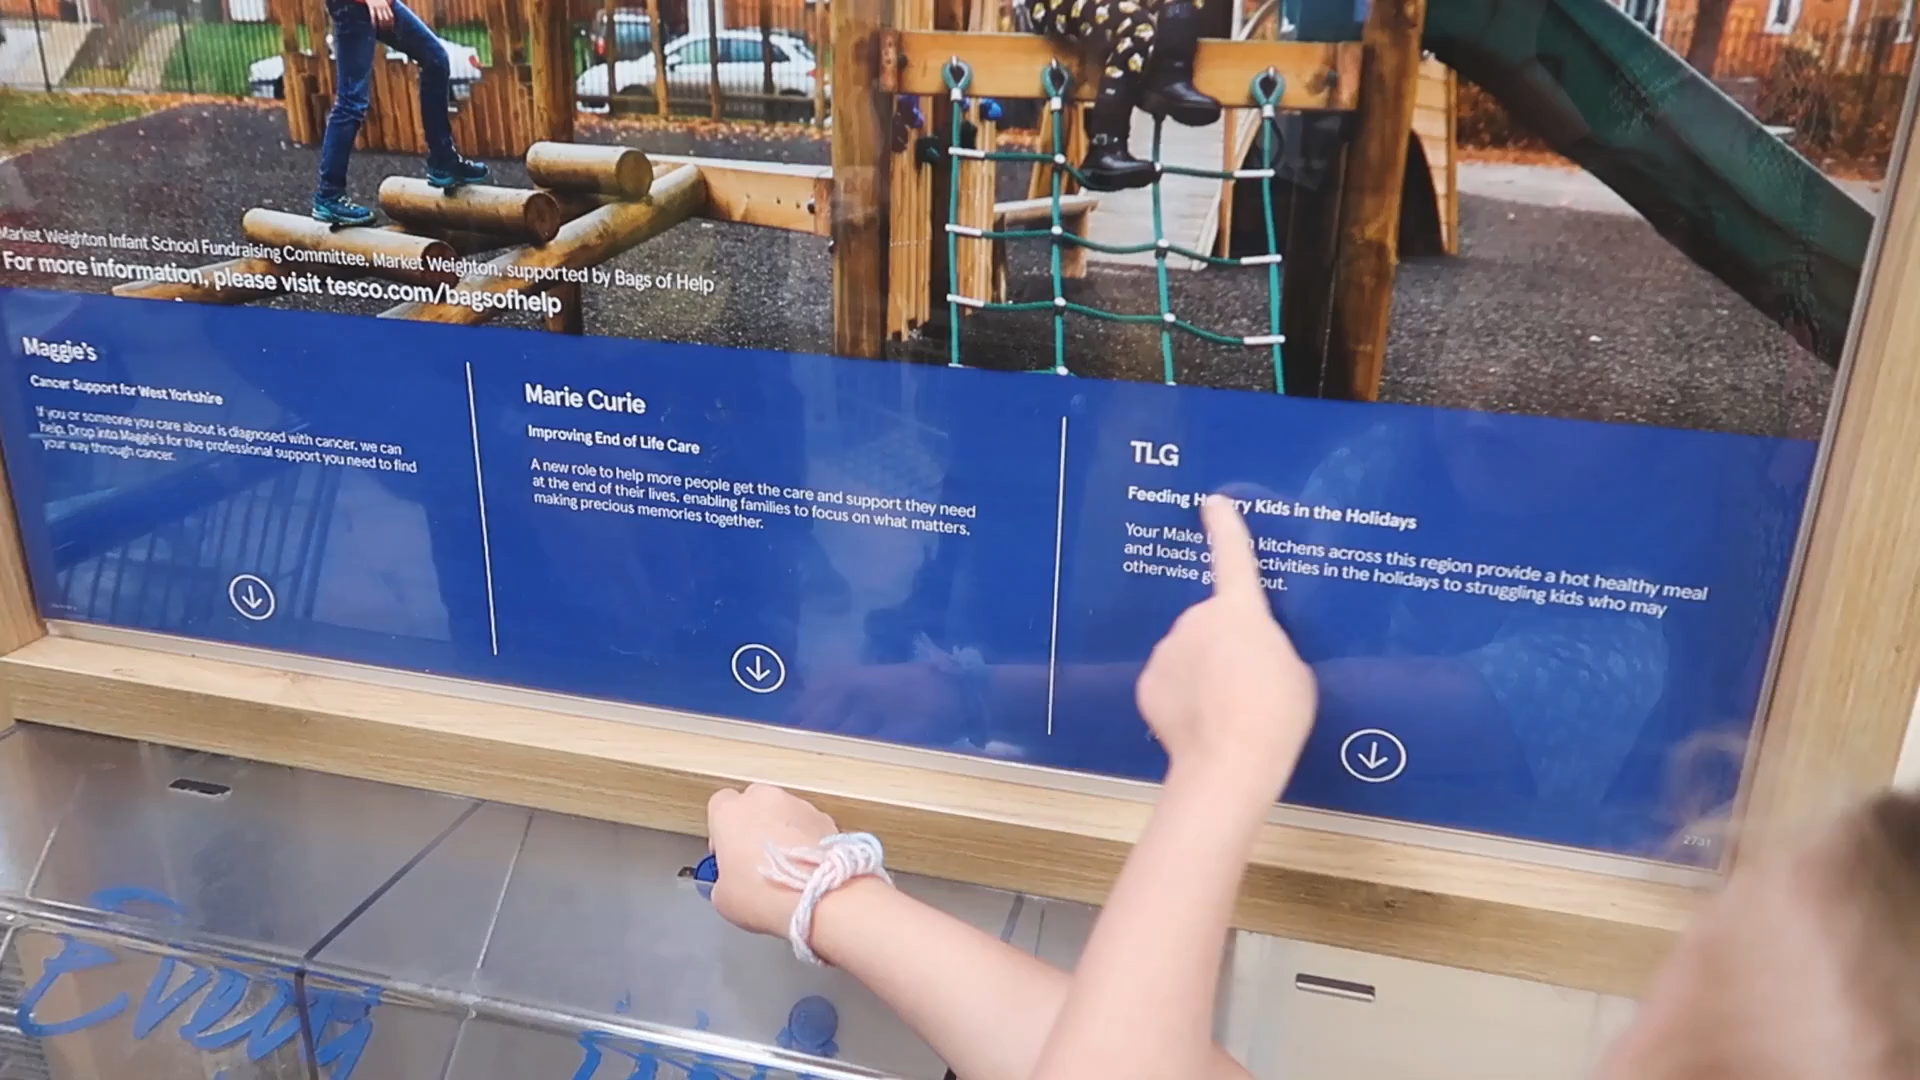 Market Weighton Infant School Fundraising Committee, Market Weighton, supported by Bags of Help
For more information, please visit tesco.com/bagsofhelp
Maggie's
Cancer Support for West Yorkshire
If you or someone you care about is diagnosed with cancer, we can
help. Drop into Maggie's for the professional support you need to find
your way through cancer.
Marie Curie
Improving End of Life Care
A new role to help more people get the care and support they need
at the end of their lives, enabling families to focus on what matters,
making precious memories together.
TLG
Feeding Kids in the Holidays
Your Make kitchens across this region provide a hot healthy meal
and loads activities in the holidays to struggling kids who may
otherwise
2731
Every